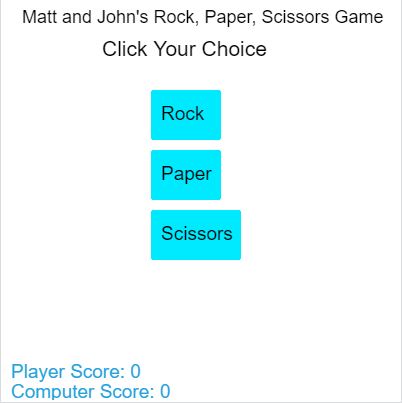 Matt and John's Rock, Paper, Scissors Game
Click Your Choice
Rock
Paper
Scissors
Player Score: 0
Computer Score: 0